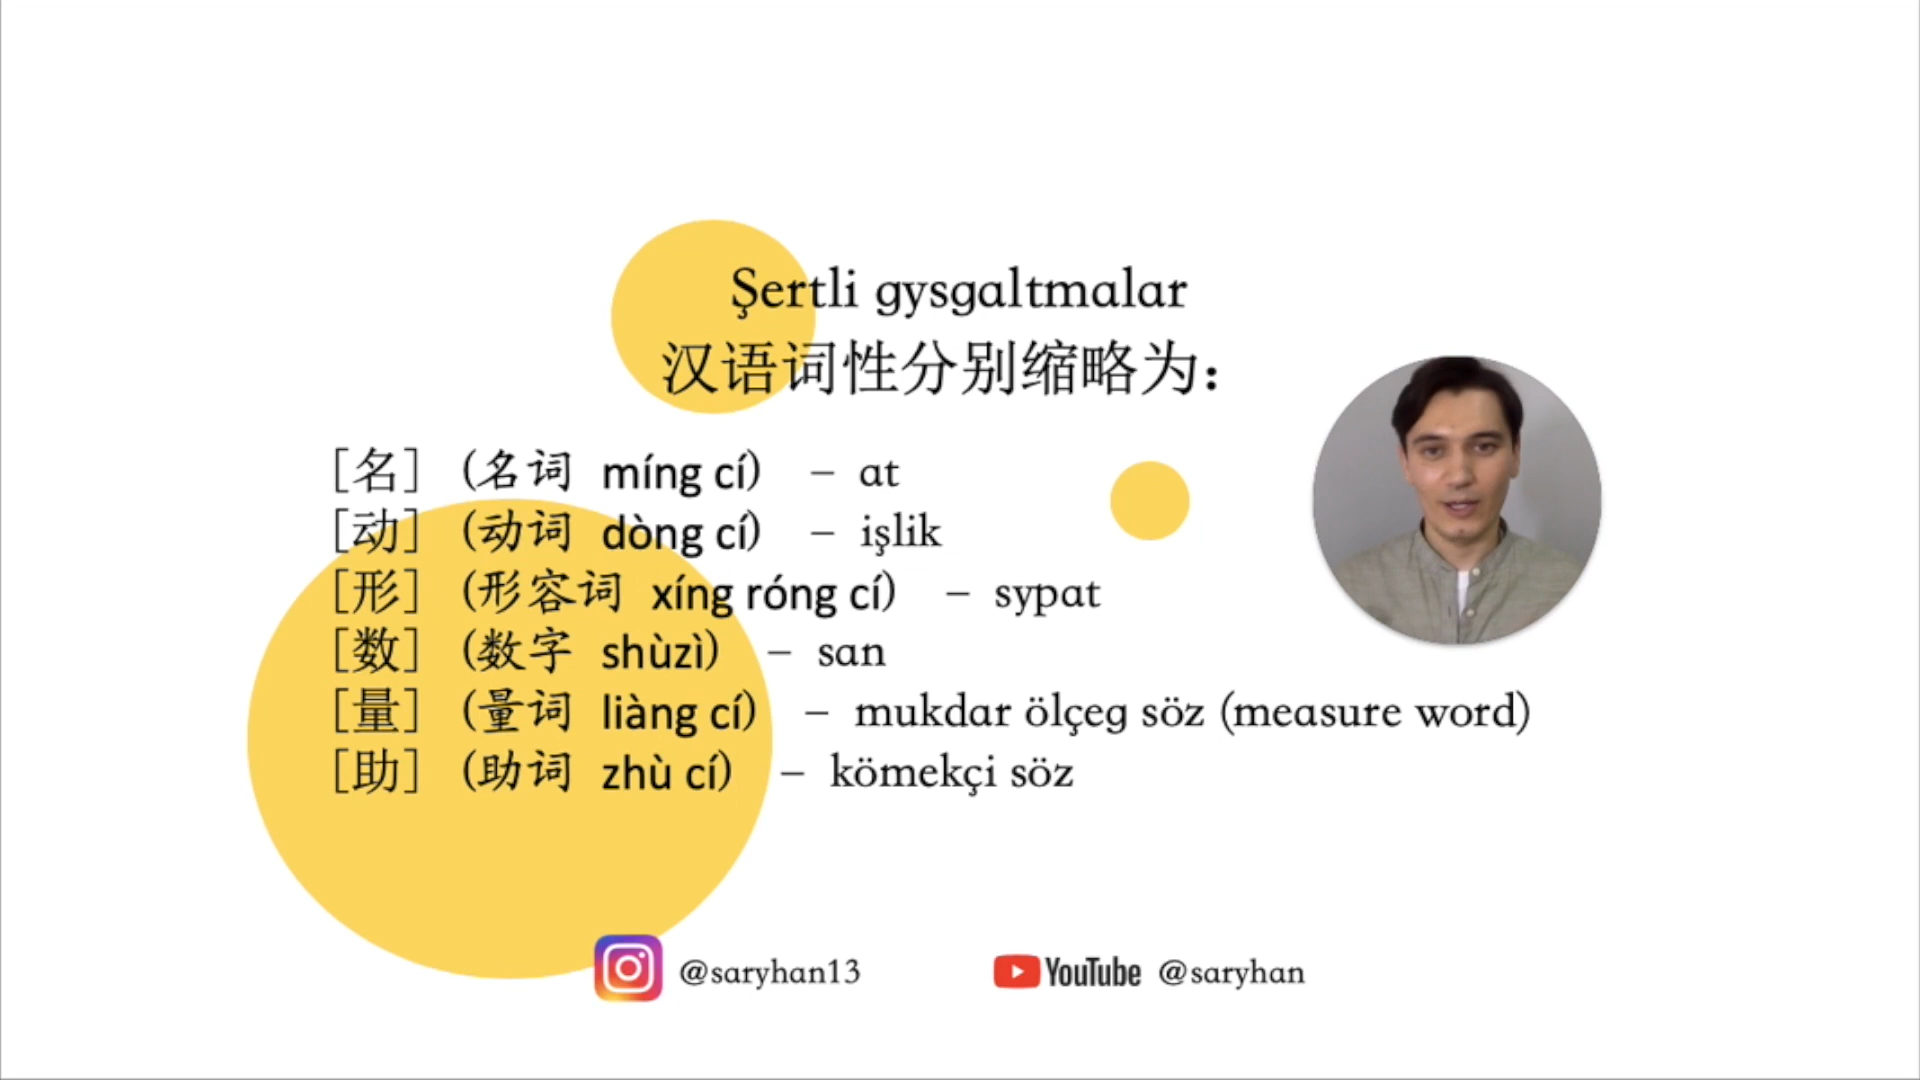 Şertli gysgaltmalar
汉语词性分别缩略为：
［名］ (名词 míng cí) – at
［动］ (动词 dòng cí) – işlik
［形］ (形容词 xíng róng cí) – sypat
［数］ (数字 shùzì) – san
［量］ (量词 liàng cí) – mukdar ölçeg söz (measure word)
［助］ (助词 zhù cí) – kömekçi söz
@saryhan13
YouTube @saryhan